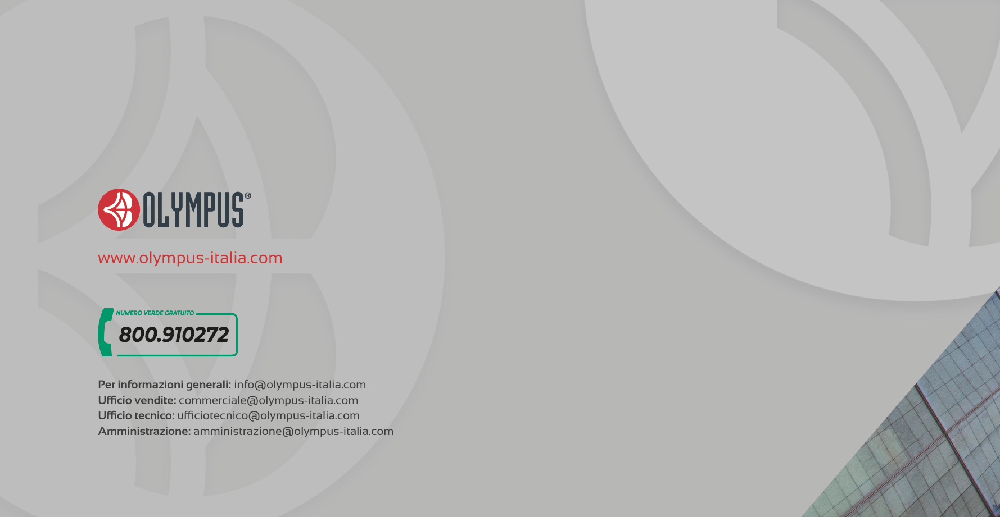 OLYMPUS®
www.olympus-italia.com
NUMERO VERDE GRATUITO
800.910272
Per informazioni generali: info@olympus-italia.com
Ufficio vendite: commerciale@olympus-italia.com
Ufficio tecnico: ufficiotecnico@olympus-italia.com
Amministrazione: amministrazione@olympus-italia.com